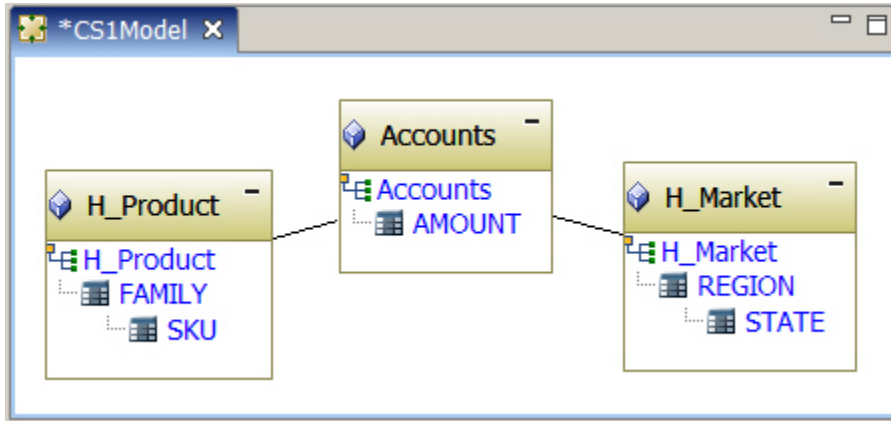 *CS1Model
H_Product
H_Product
FAMILY
SKU
Accounts
Accounts
AMOUNT
H_Market
H_Market
REGION
STATE